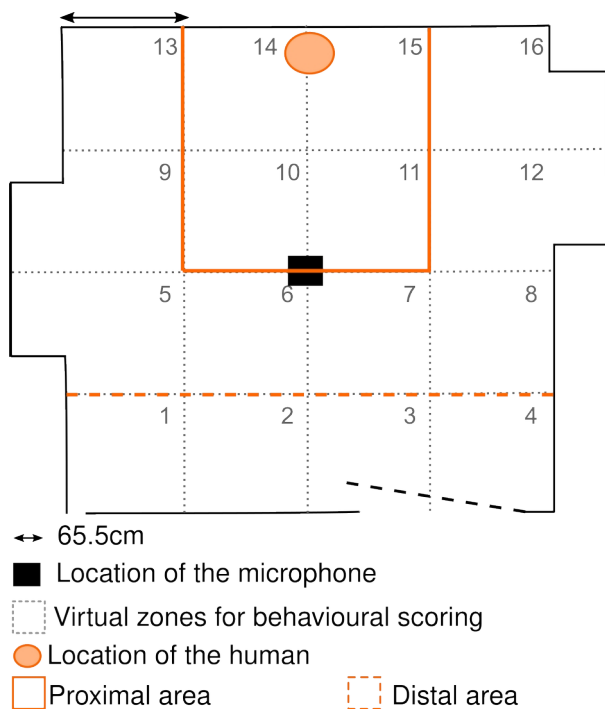 13 14 15 16
9 10 11 12
5 6 7 8
1 2 3 4
65.5cm
Location of the microphone
Virtual zones for behavioural scoring
Location of the human
Proximal area Distal area